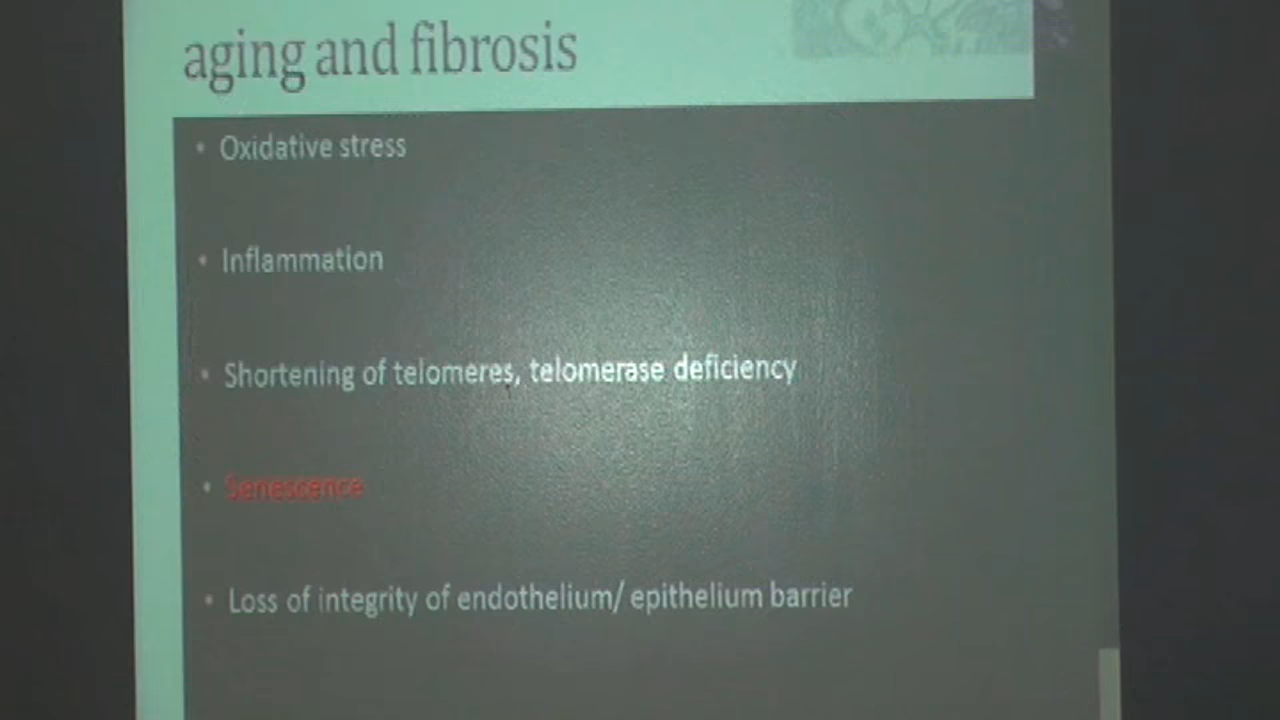 aging and fibrosis
• Oxidative stress
• Inflammation
• Shortening of telomeres, telomerase deficiency
• Senescence
• Loss of integrity of endothelium/ epithelium barrier